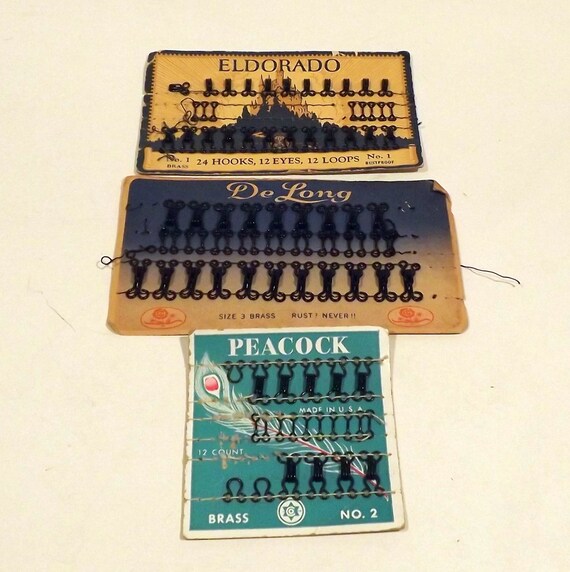 ELDORADO
No. 1 24 HOOKS, 12 EYES, 12 LOOPS No. 1
BRASS RUSTPROOF
De Long
SIZE 3 BRASS RUST? NEVER!!
PEACOCK
MADE IN U.S.A.
12 COUNT
BRASS NO. 2